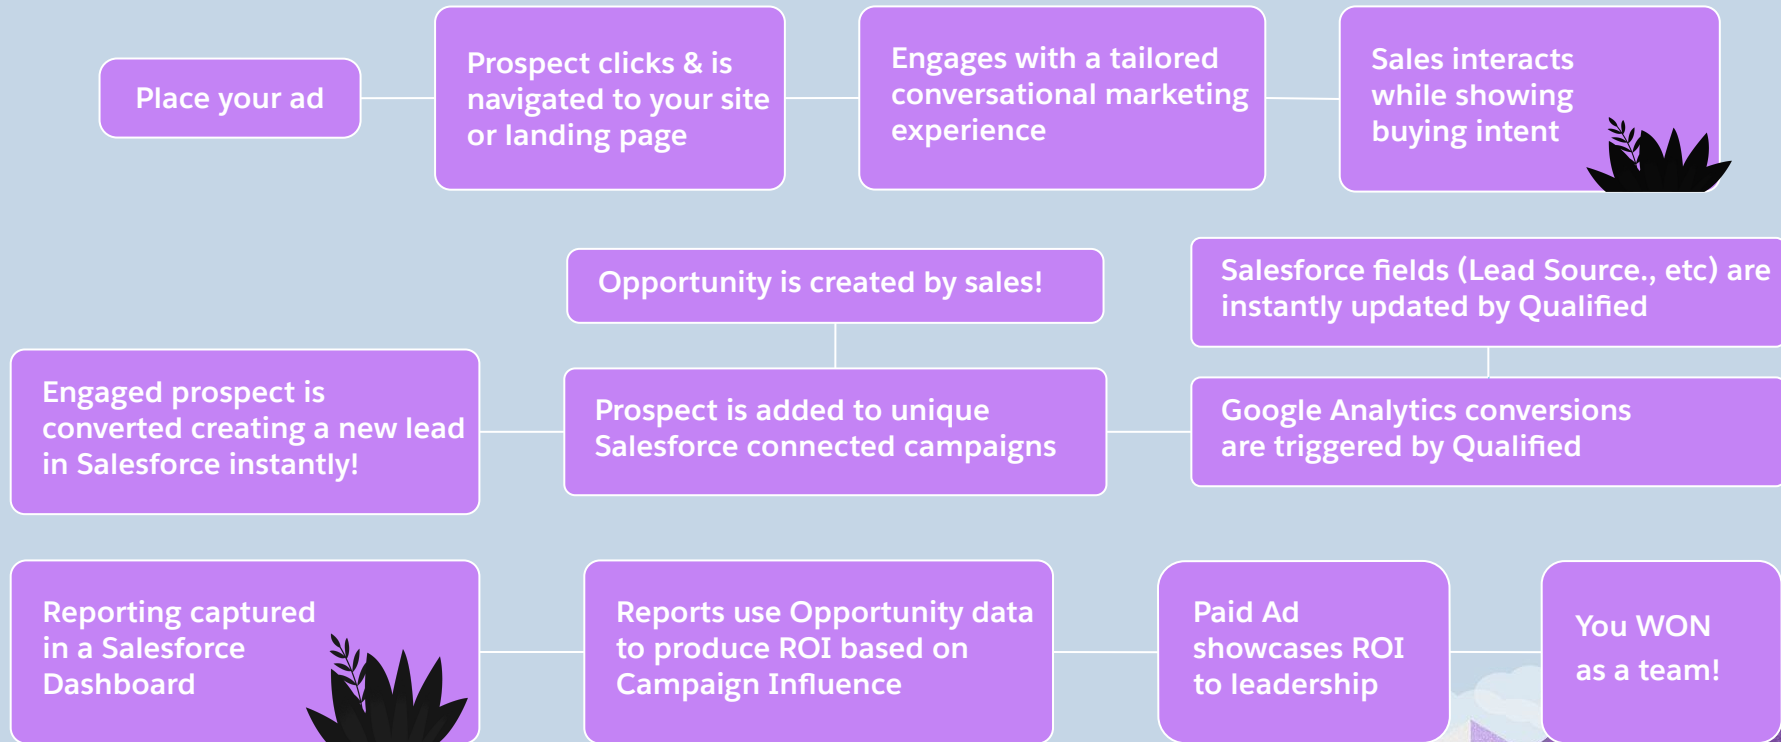 Place your ad
Prospect clicks & is
navigated to your site
or landing page
Engages with a tailored
conversational marketing
experience
Sales interacts
while showing
buying intent
Opportunity is created by sales!
Salesforce fields (Lead Source., etc) are
instantly updated by Qualified
Engaged prospect is
converted creating a new lead
in Salesforce instantly!
Prospect is added to unique
Salesforce connected campaigns
Google Analytics conversions
are triggered by Qualified
Reporting captured
in a Salesforce
Dashboard
Reports use Opportunity data
to produce ROI based on
Campaign Influence
Paid Ad
showcases ROI
to leadership
You WON
as a team!